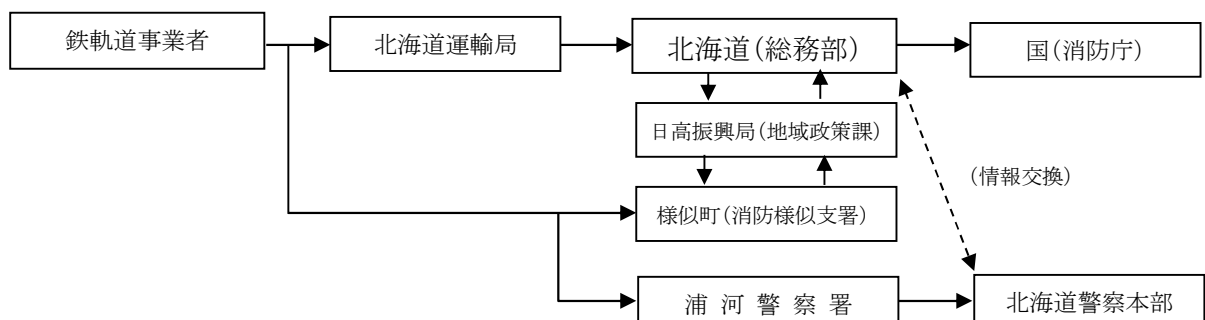 鉄軌道事業者
北海道運輸局
北海道(総務部)
国(消防庁)
日高振興局(地域政策課)
(情報交換)
様似町(消防様似支署)
浦 河 警 察 署
北海道警察本部